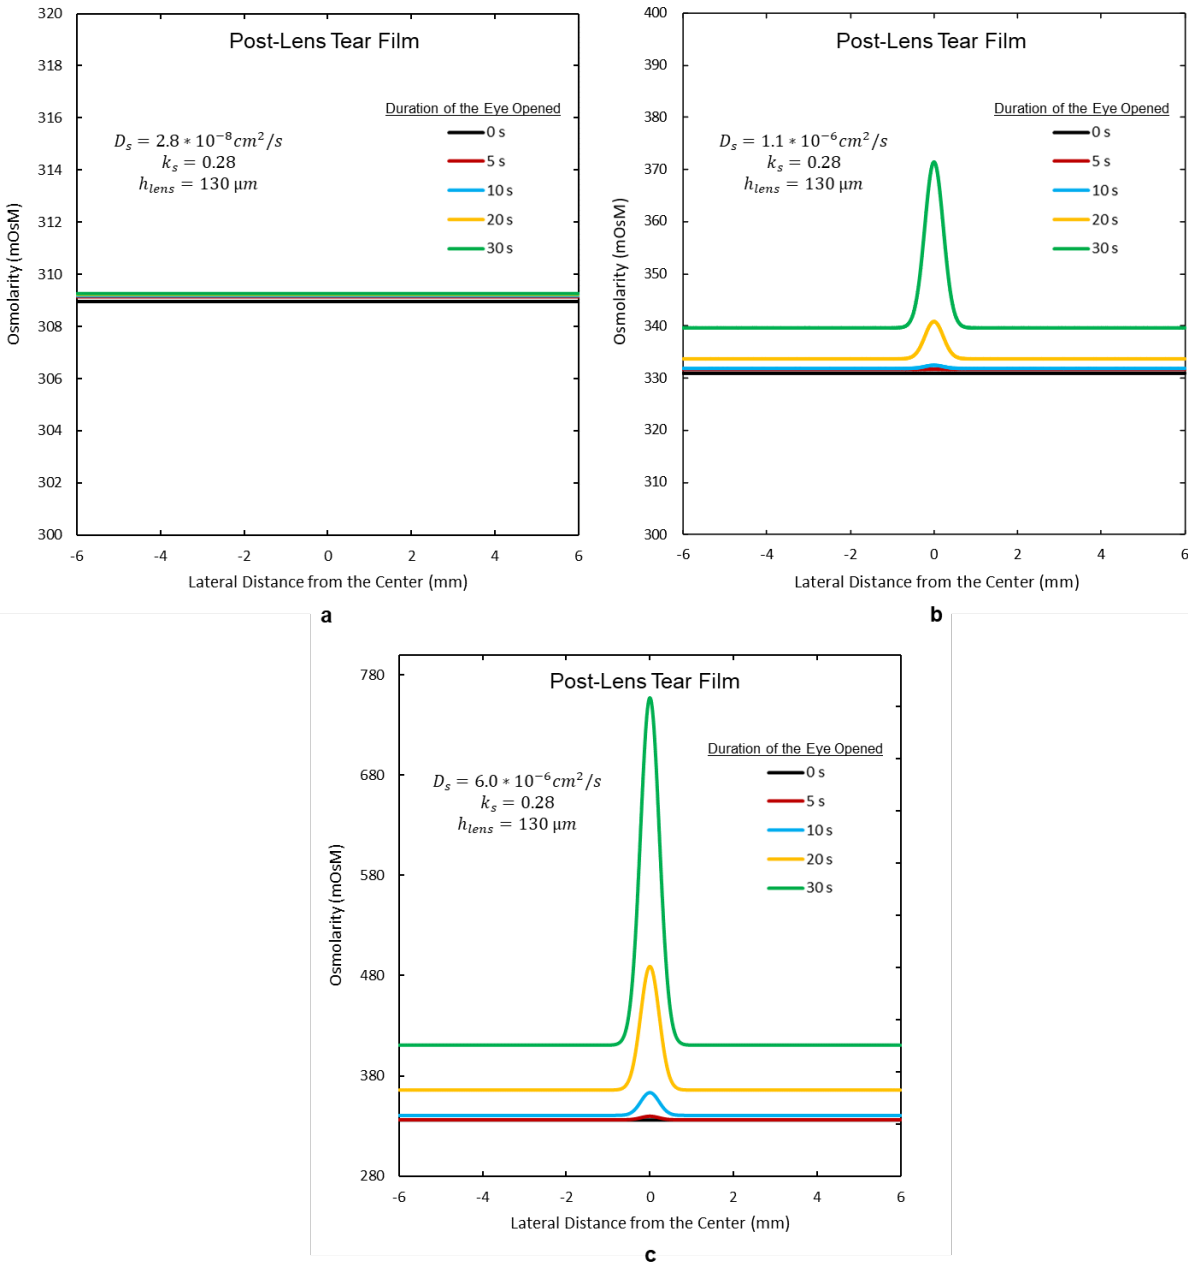 Post-Lens Tear Film
Duration of the Eye Opened
0 s
5 s
10 s
20 s
30 s
D_s = 2.8 * 10^{-8} cm^2/s
k_s = 0.28
h_{lens} = 130 μm
Osmolarity (mOsM)
320
318
316
314
312
310
308
306
304
302
300
-6
-4
-2
0
2
4
6
Lateral Distance from the Center (mm)
a
Post-Lens Tear Film
Duration of the Eye Opened
0 s
5 s
10 s
20 s
30 s
D_s = 1.1 * 10^{-6} cm^2/s
k_s = 0.28
h_{lens} = 130 μm
Osmolarity (mOsM)
400
390
380
370
360
350
340
330
320
310
300
-6
-4
-2
0
2
4
6
Lateral Distance from the Center (mm)
b
Post-Lens Tear Film
Duration of the Eye Opened
0 s
5 s
10 s
20 s
30 s
D_s = 6.0 * 10^{-6} cm^2/s
k_s = 0.28
h_{lens} = 130 μm
Osmolarity (mOsM)
780
680
580
480
380
280
-6
-4
-2
0
2
4
6
Lateral Distance from the Center (mm)
c